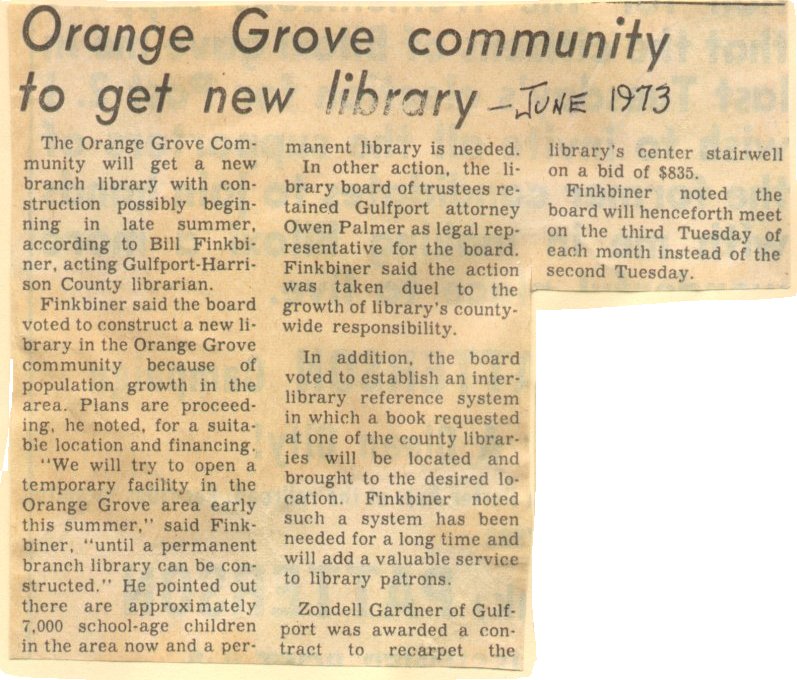 Orange Grove community
to get new library – JUNE 1973
The Orange Grove Com-
munity will get a new
branch library with con-
struction possibly begin-
ning in late summer,
according to Bill Finkbi-
ner, acting Gulfport-Harri-
son County librarian.
Finkbiner said the board
voted to construct a new li-
brary in the Orange Grove
community because of
population growth in the
area. Plans are proceed-
ing, he noted, for a suita-
ble location and financing.
"We will try to open a
temporary facility in the
Orange Grove area early
this summer," said Fink-
biner, "until a permanent
branch library can be con-
structed." He pointed out
there are approximately
7,000 school-age children
in the area now and a per-
manent library is needed.
In other action, the li-
brary board of trustees re-
tained Gulfport attorney
Owen Palmer as legal rep-
resentative for the board.
Finkbiner said the action
was taken duel to the
growth of library's county-
wide responsibility.
In addition, the board
voted to establish an inter-
library reference system
in which a book requested
at one of the county librar-
ies will be located and
brought to the desired lo-
cation. Finkbiner noted
such a system has been
needed for a long time and
will add a valuable service
to library patrons.
Zondell Gardner of Gulf-
port was awarded a con-
tract to recarpet the
library's center stairwell
on a bid of $835.
Finkbiner noted the
board will henceforth meet
on the third Tuesday of
each month instead of the
second Tuesday.